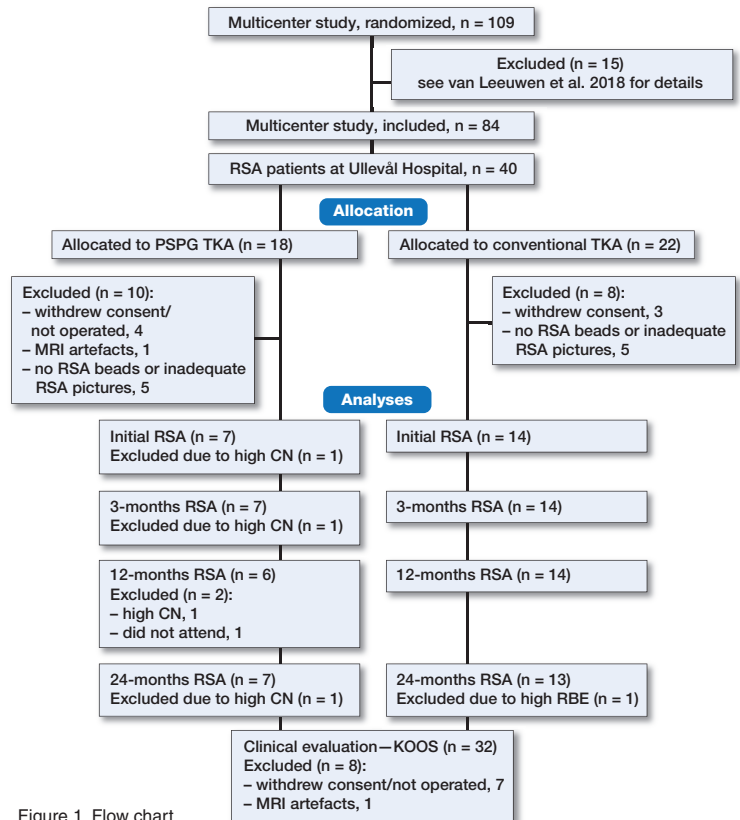 Multicenter study, randomized, n = 109
Excluded (n = 15)
see van Leeuwen et al. 2018 for details
Multicenter study, included, n = 84
RSA patients at Ullevål Hospital, n = 40
Allocation
Allocated to PSPG TKA (n = 18)
Allocated to conventional TKA (n = 22)
Excluded (n = 10):
– withdrew consent/
not operated, 4
– MRI artefacts, 1
– no RSA beads or inadequate
RSA pictures, 5
Excluded (n = 8):
– withdrew consent, 3
– no RSA beads or inadequate
RSA pictures, 5
Analyses
Initial RSA (n = 7)
Excluded due to high CN (n = 1)
Initial RSA (n = 14)
3-months RSA (n = 7)
Excluded due to high CN (n = 1)
3-months RSA (n = 14)
12-months RSA (n = 6)
Excluded (n = 2):
– high CN, 1
– did not attend, 1
12-months RSA (n = 14)
24-months RSA (n = 7)
Excluded due to high CN (n = 1)
24-months RSA (n = 13)
Excluded due to high RBE (n = 1)
Clinical evaluation—KOOS (n = 32)
Excluded (n = 8):
– withdrew consent/not operated, 7
– MRI artefacts, 1
Figure 1. Flow chart